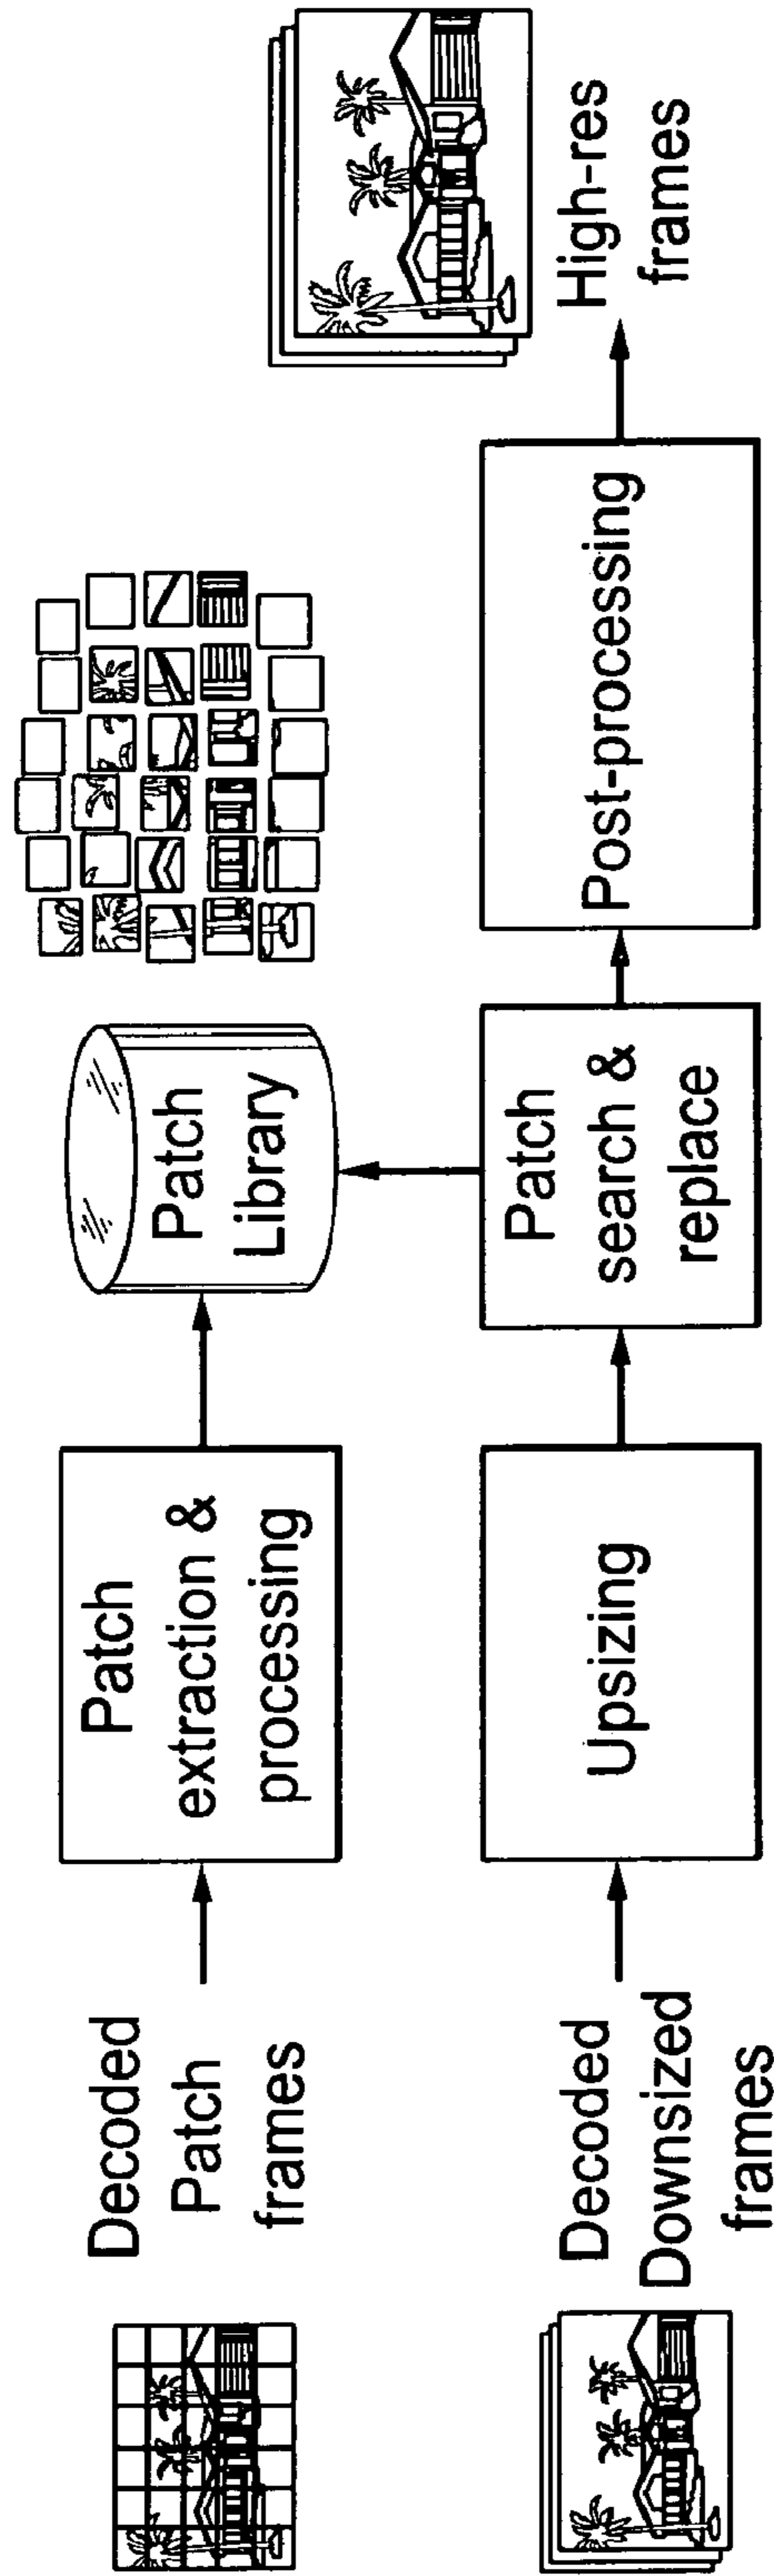 Decoded
Patch
frames
Patch
extraction &
processing
Patch
Library
Decoded
Downsized
frames
Upsizing
Patch
search &
replace
Post-processing
High-res
frames